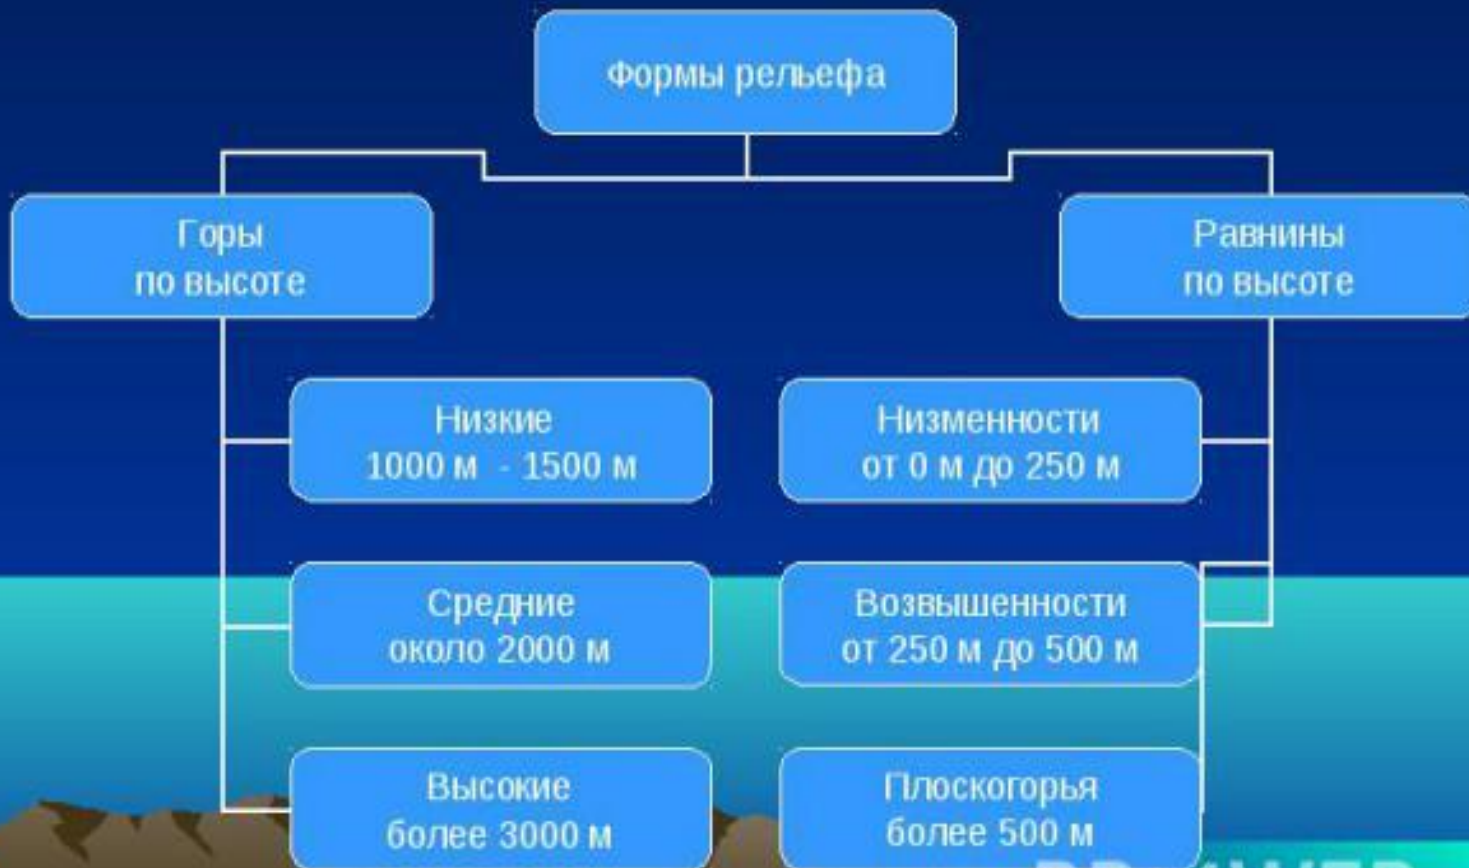 Формы рельефа
Горы
по высоте
Равнины
по высоте
Низкие
1000 м - 1500 м
Низменности
от 0 м до 250 м
Средние
около 2000 м
Возвышенности
от 250 м до 500 м
Высокие
более 3000 м
Плоскогорья
более 500 м